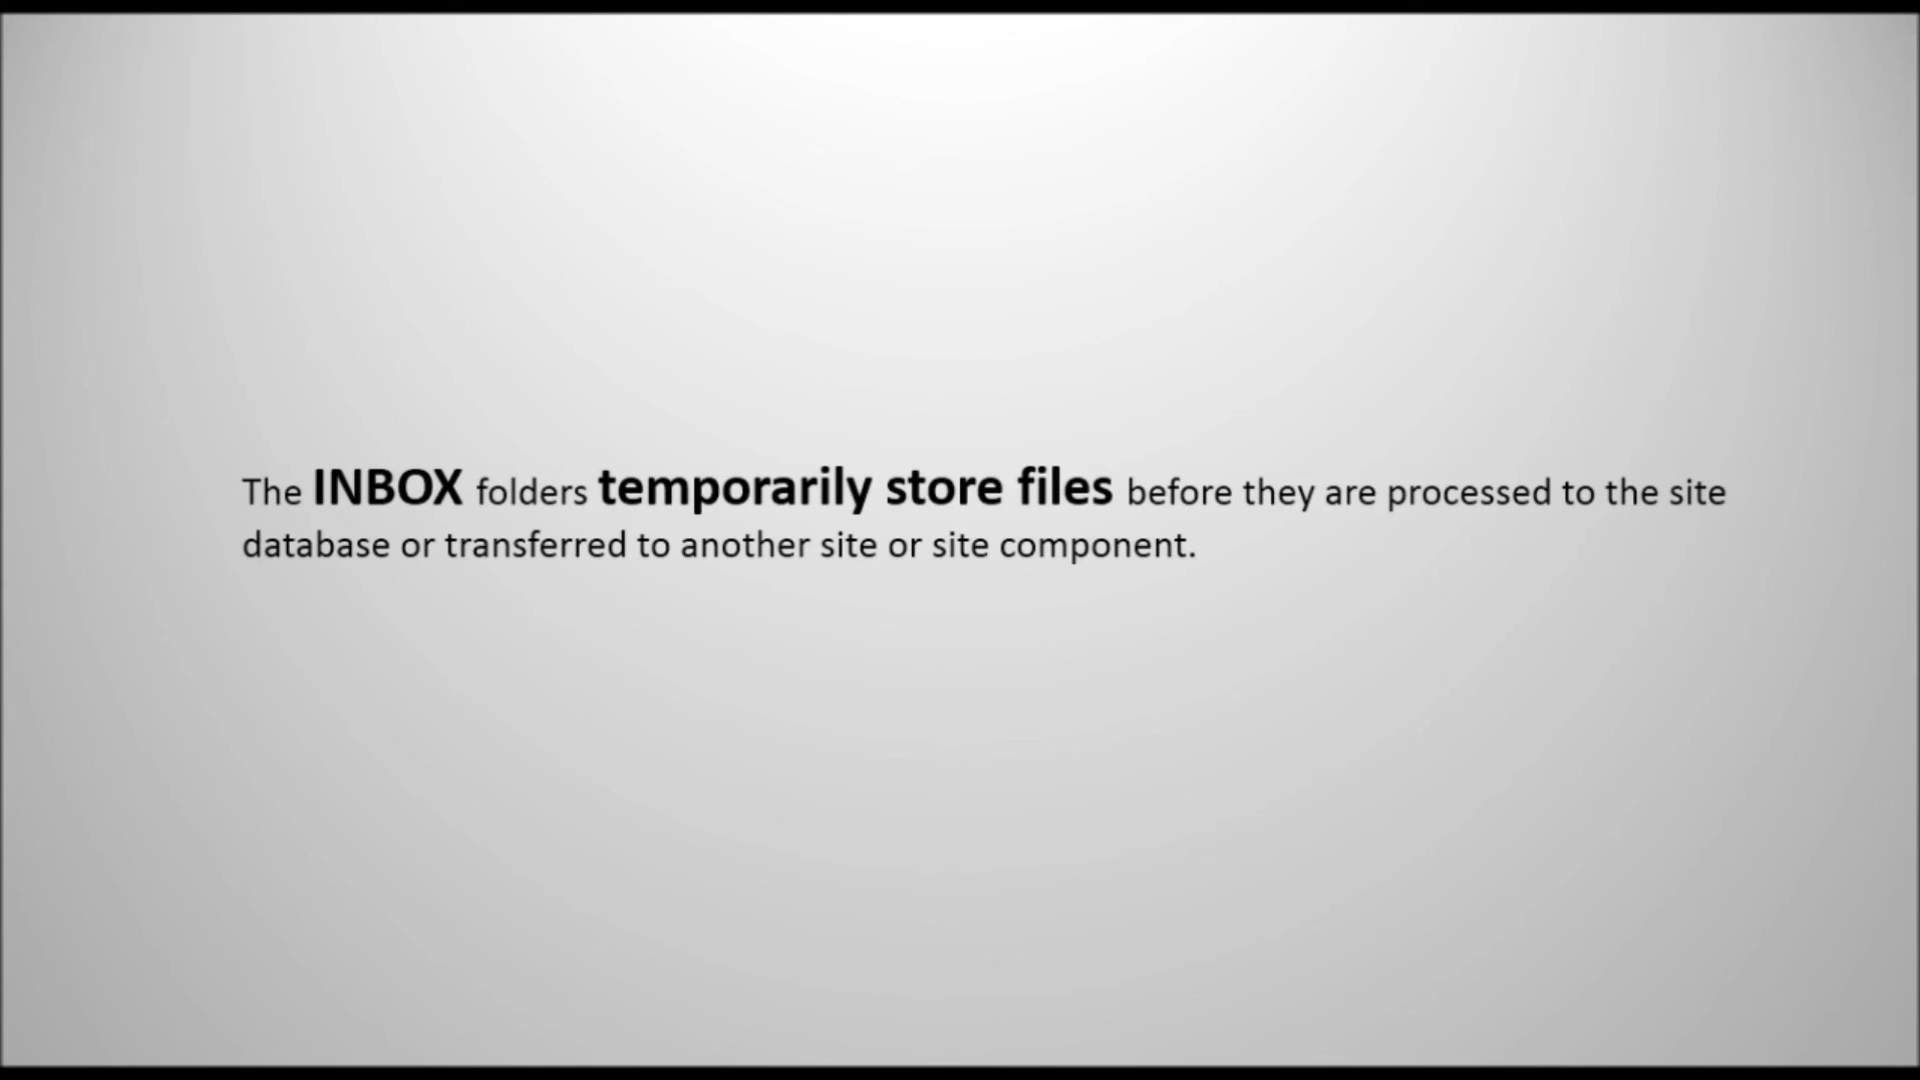 The INBOX folders temporarily store files before they are processed to the site
database or transferred to another site or site component.